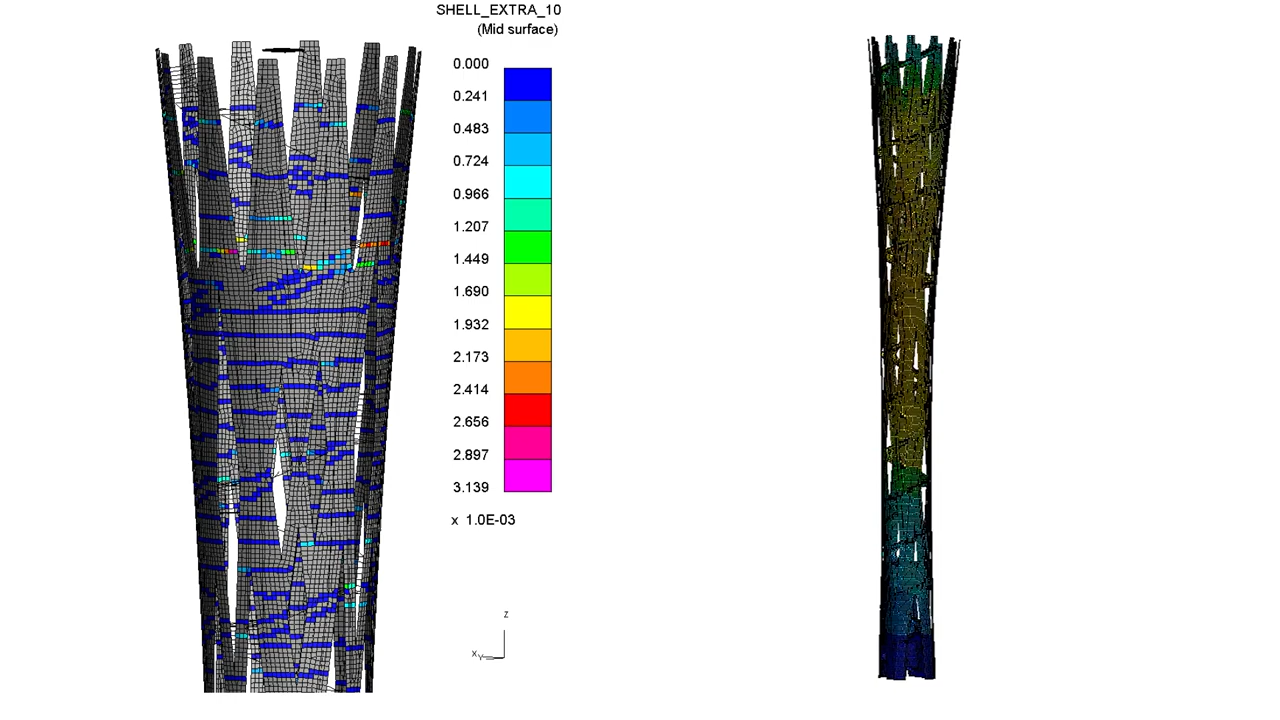 SHELL_EXTRA_10
(Mid surface)
0.000
0.241
0.483
0.724
0.966
1.207
1.449
1.690
1.932
2.173
2.414
2.656
2.897
3.139
x 1.0E-03
Z
X Y